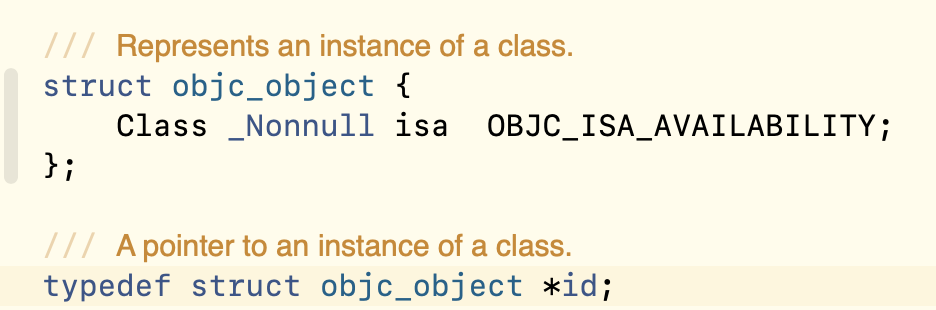 /// Represents an instance of a class.
struct objc_object {
    Class _Nonnull isa  OBJC_ISA_AVAILABILITY;
};
/// A pointer to an instance of a class.
typedef struct objc_object *id;